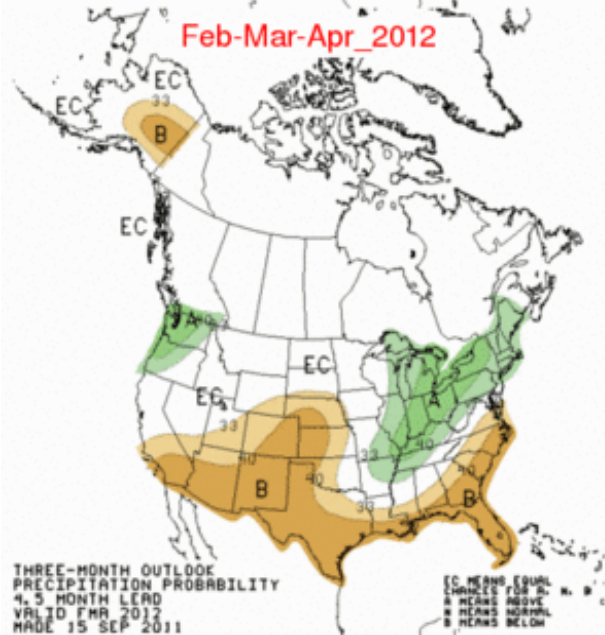 Feb-Mar-Apr_2012
EC
EC
33
B
EC
A
40
33
EC
EC
A
33
40
33
40
40
40
B
B
33
THREE-MONTH OUTLOOK
PRECIPITATION PROBABILITY
4.5 MONTH LEAD
VALID FMA 2012
MADE 15 SEP 2011
EC MEANS EQUAL
CHANCES FOR A, N, B
A MEANS ABOVE
N MEANS NORMAL
B MEANS BELOW